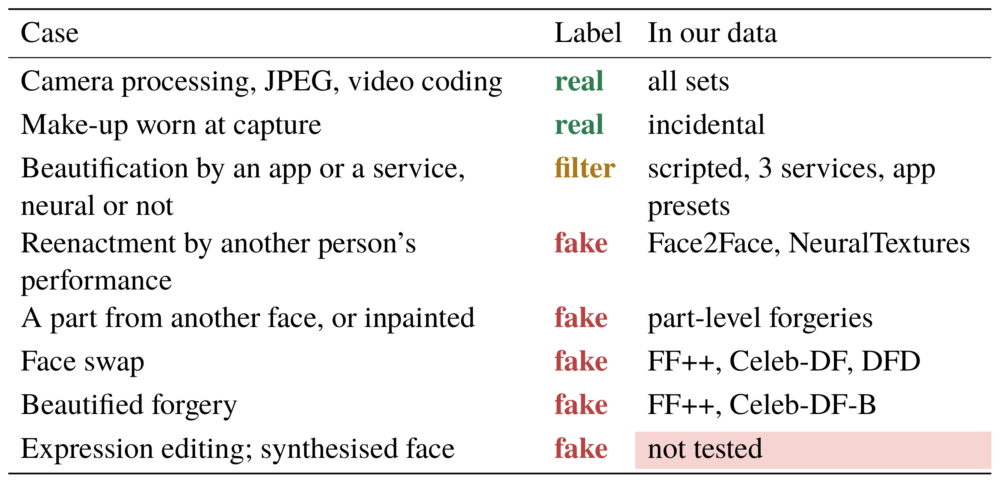 Case Label In our data
Camera processing, JPEG, video coding real all sets
Make-up worn at capture real incidental
Beautification by an app or a service, filter scripted, 3 services, app
neural or not presets
Reenactment by another person’s fake Face2Face, NeuralTextures
performance
A part from another face, or inpainted fake part-level forgeries
Face swap fake FF++, Celeb-DF, DFD
Beautified forgery fake FF++, Celeb-DF-B
Expression editing; synthesised face fake not tested